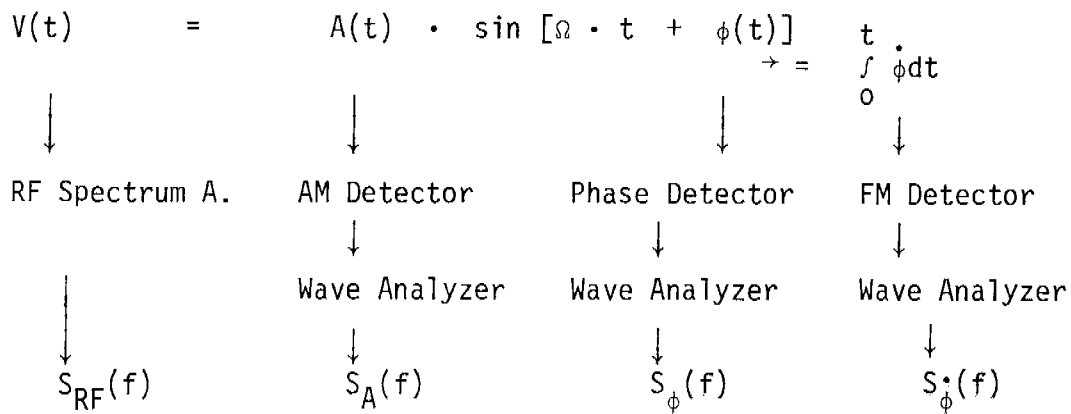 V(t) = A(t) · sin [Ω · t + ϕ(t)] t
→ = ∫ ϕ̇dt
o
RF Spectrum A. AM Detector Phase Detector FM Detector
Wave Analyzer Wave Analyzer Wave Analyzer
S_RF(f) S_A(f) S_ϕ(f) S_ϕ̇(f)